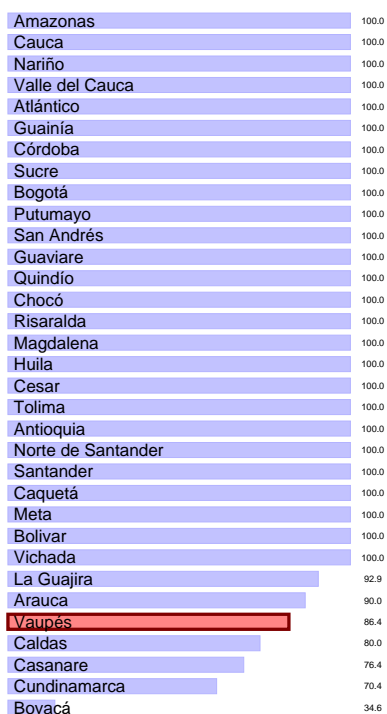 Amazonas 100.0
Cauca 100.0
Nariño 100.0
Valle del Cauca 100.0
Atlántico 100.0
Guainía 100.0
Córdoba 100.0
Sucre 100.0
Bogotá 100.0
Putumayo 100.0
San Andrés 100.0
Guaviare 100.0
Quindío 100.0
Chocó 100.0
Risaralda 100.0
Magdalena 100.0
Huila 100.0
Cesar 100.0
Tolima 100.0
Antioquia 100.0
Norte de Santander 100.0
Santander 100.0
Caquetá 100.0
Meta 100.0
Bolivar 100.0
Vichada 100.0
La Guajira 92.9
Arauca 90.0
Vaupés 86.4
Caldas 80.0
Casanare 76.4
Cundinamarca 70.4
Boyacá 34.6